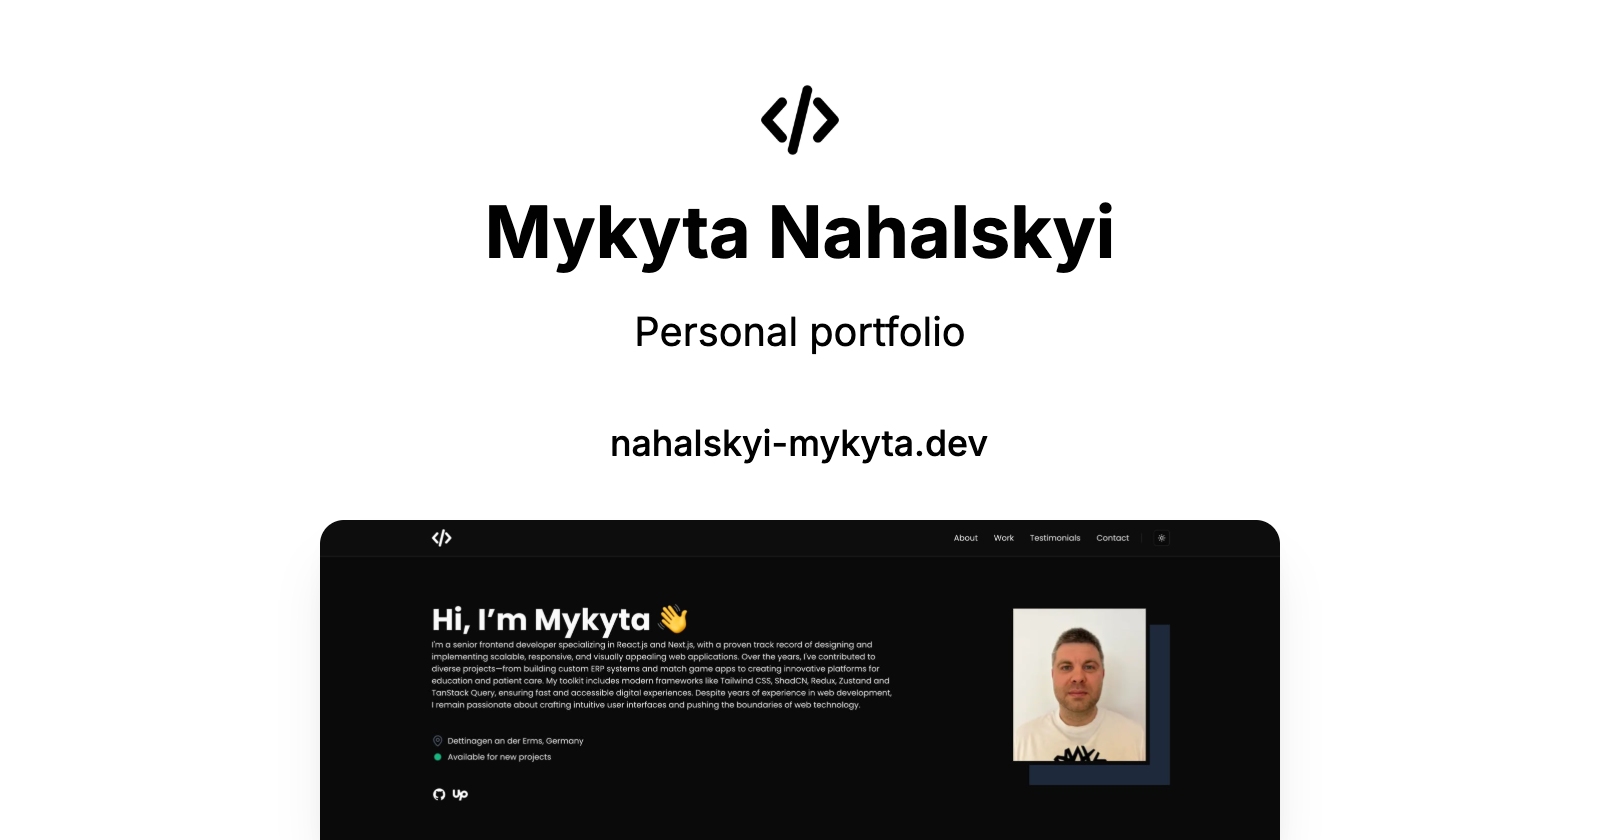 </>
Mykyta Nahalskyi
Personal portfolio
nahalskyi-mykyta.dev
</>
About Work Testimonials Contact
Hi, I’m Mykyta 👋
I'm a senior frontend developer specializing in React.js and Next.js, with a proven track record of designing and
implementing scalable, responsive, and visually appealing web applications. Over the years, I've contributed to
diverse projects—from building custom ERP systems and match game apps to creating innovative platforms for
education and patient care. My toolkit includes modern frameworks like Tailwind CSS, ShadCN, Redux, Zustand and
TanStack Query, ensuring fast and accessible digital experiences. Despite years of experience in web development,
I remain passionate about crafting intuitive user interfaces and pushing the boundaries of web technology.
Dettinagen an der Erms, Germany
Available for new projects
Up